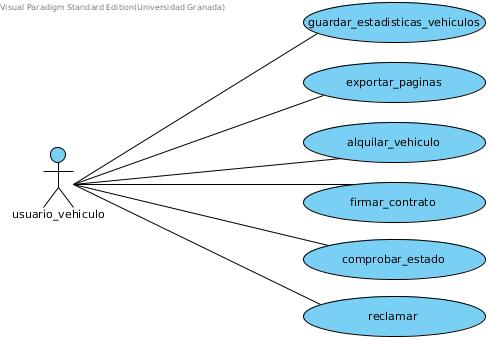 Visual Paradigm Standard Edition(Universidad Granada)
guardar_estadisticas_vehiculos
exportar_paginas
alquilar_vehiculo
firmar_contrato
usuario_vehiculo
comprobar_estado
reclamar